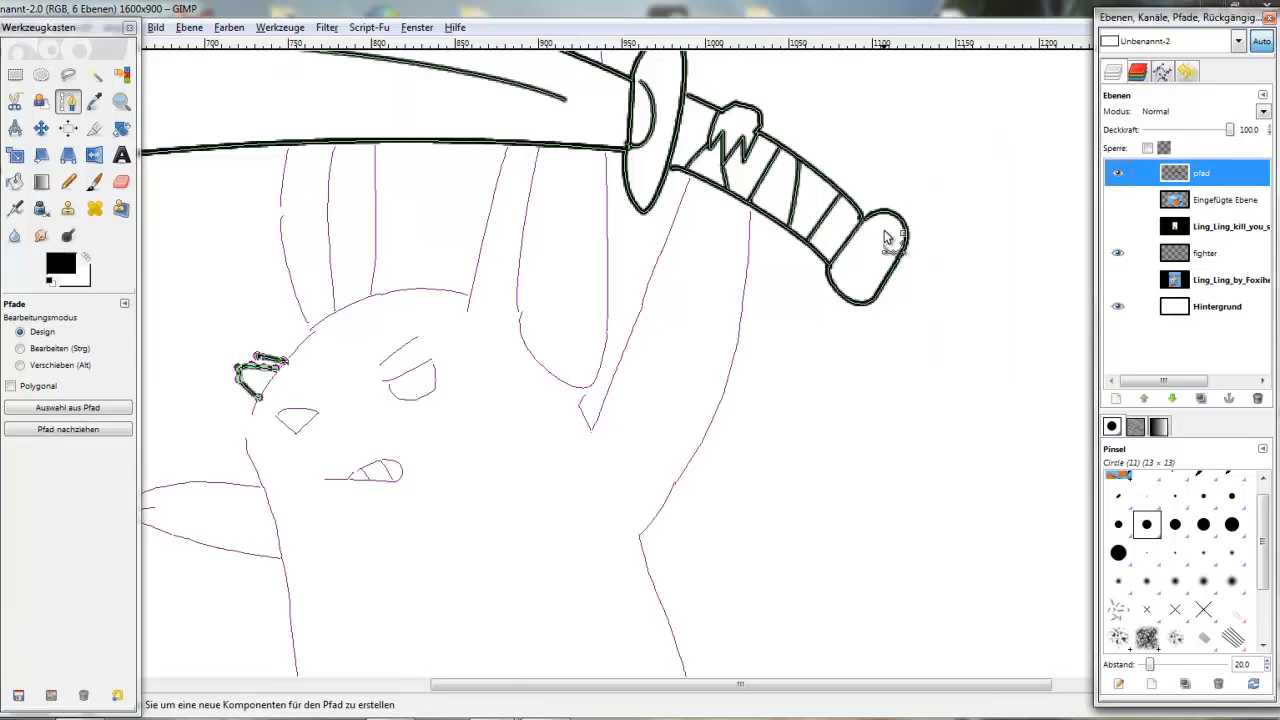 nannt-2.0 (RGB, 6 Ebenen) 1600x900 – GIMP
Werkzeugkasten
Bild Ebene Farben Werkzeuge Filter Script-Fu Fenster Hilfe
700 750 800 850 900 950 1000 1150 1200
Pfade
Bearbeitungsmodus
Design
Bearbeiten (Strg)
Verschieben (Alt)
Polygonal
Auswahl aus Pfad
Pfad nachziehen
Sie um eine neue Komponenten für den Pfad zu erstellen
Ebenen, Kanäle, Pfade, Rückgängig...
Unbenannt-2
Auto
Ebenen
Modus: Normal
Deckkraft: 100,0
Sperre:
pfad
Eingefügte Ebene
Ling_Ling_kill_you_s
fighter
Ling_Ling_by_Foxihe
Hintergrund
Pinsel
Circle (11) (13 × 13)
Abstand: 20.0